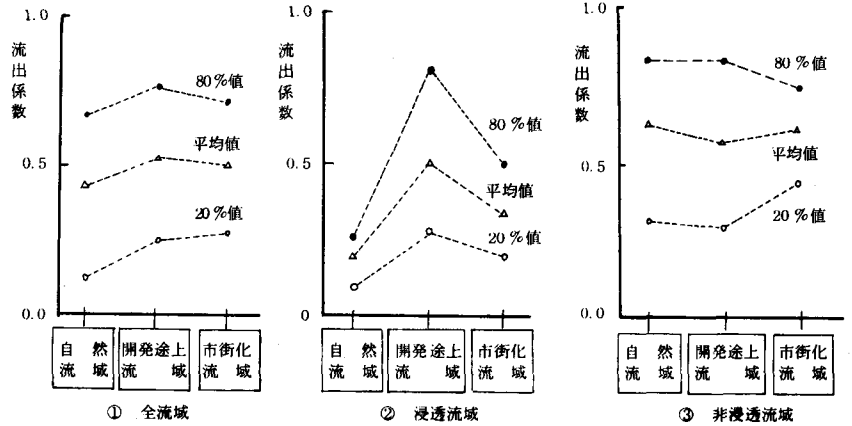 1.0
流出係数
80%値
0.5
平均値
20%値
0.0
自然流域
開発途上流域
市街化流域
① 全流域
1.0
流出係数
80%値
0.5
平均値
20%値
0
自然流域
開発途上流域
市街化流域
② 浸透流域
1.0
流出係数
80%値
0.5
平均値
20%値
0.0
自然流域
開発途上流域
市街化流域
③ 非浸透流域